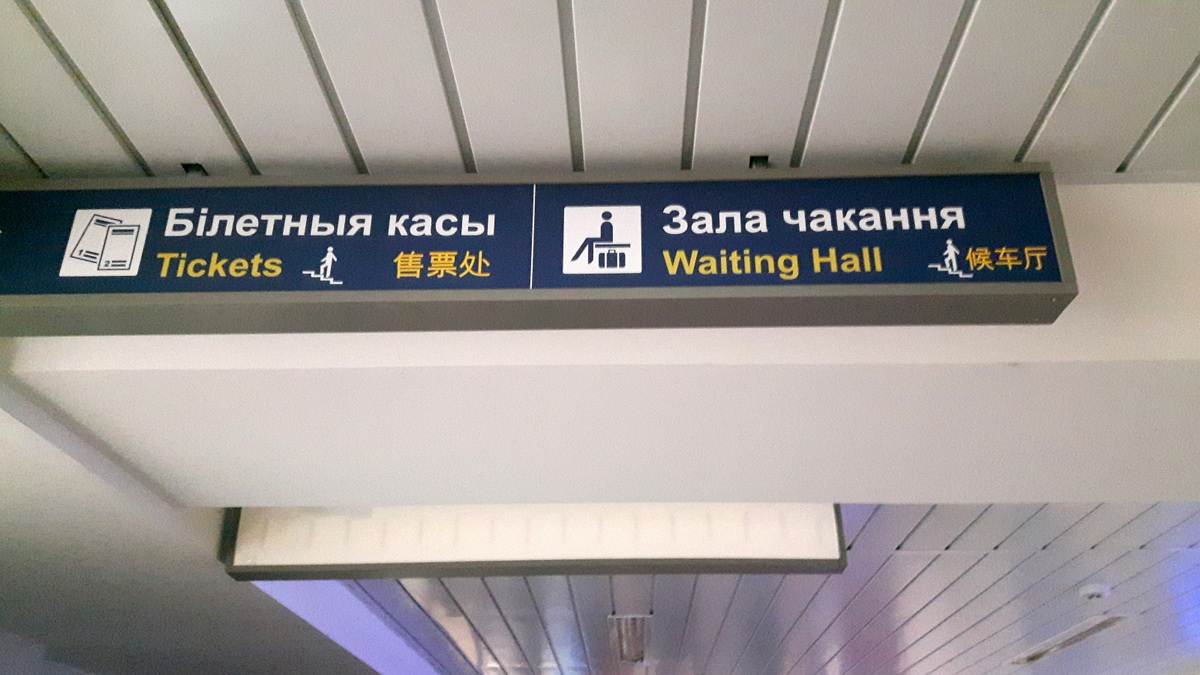 Білетныя касы
Tickets 售票处
Зала чакання
Waiting Hall 候车厅